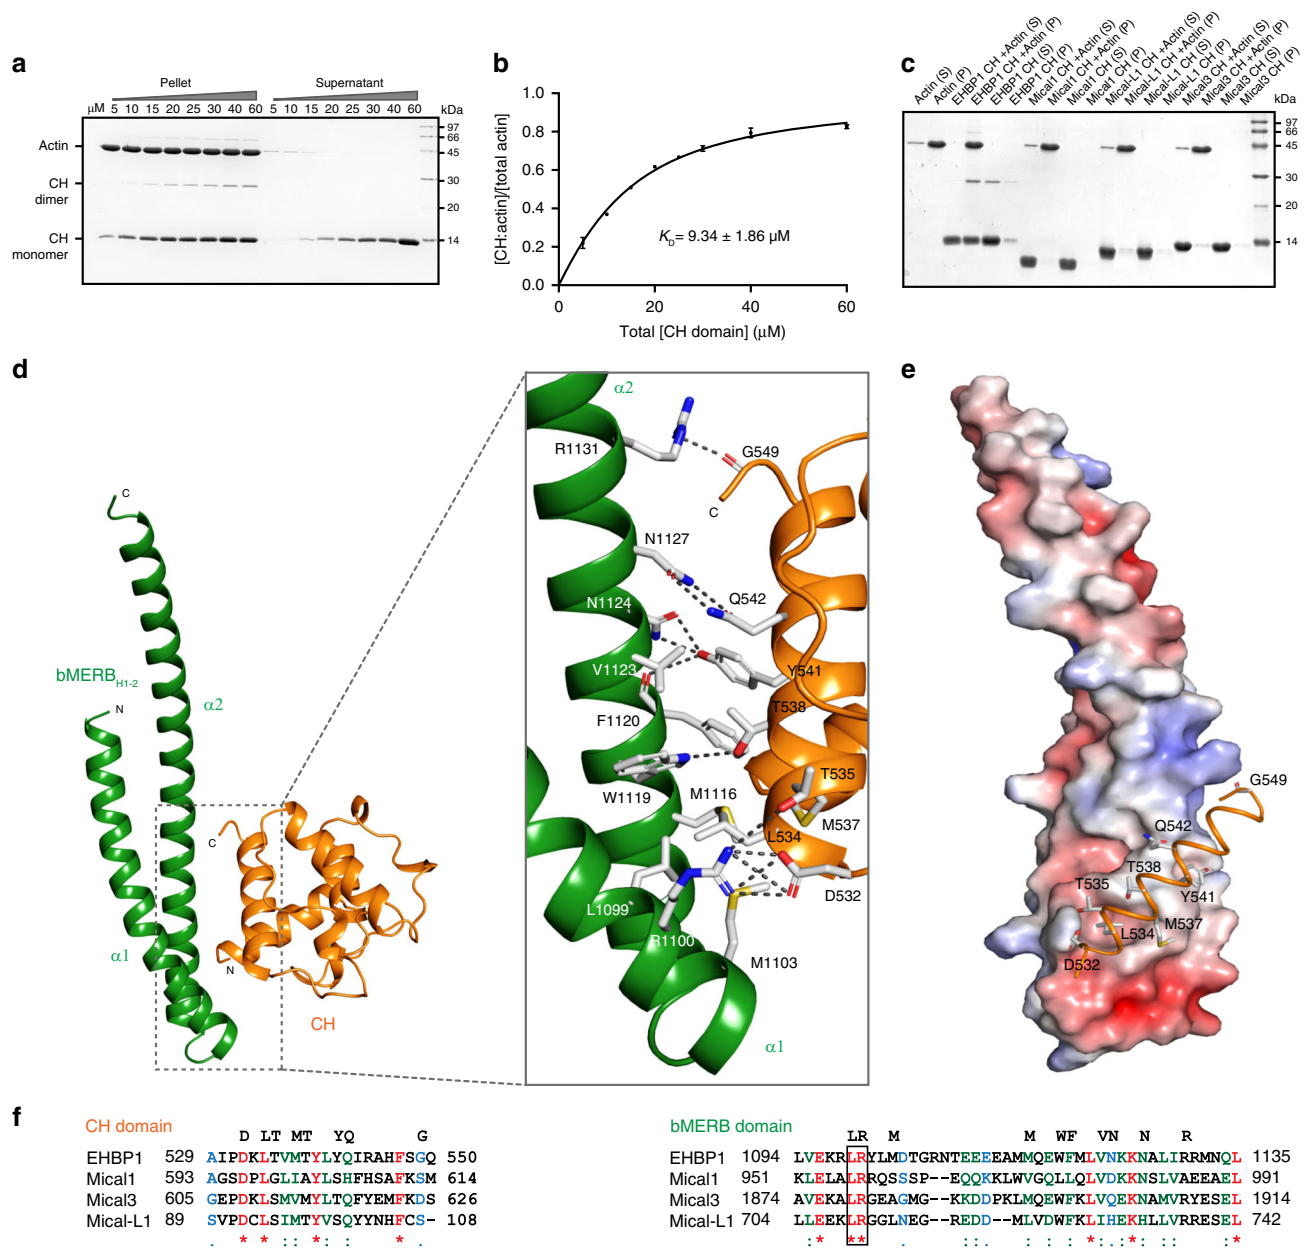 a
Pellet
Supernatant
μM 5 10 15 20 25 30 40 60 5 10 15 20 25 30 40 60 kDa
Actin
CH dimer
CH monomer
97
66
45
30
20
14
b
[CH:actin]/[total actin]
1.0
0.8
0.6
0.4
0.2
0.0
0 20 40 60
Total [CH domain] (μM)
KD= 9.34 ± 1.86 μM
c
Actin (S)
Actin (P)
EHBP1 CH +Actin (S)
EHBP1 CH +Actin (P)
EHBP1 CH (S)
EHBP1 CH (P)
Mical1 CH +Actin (S)
Mical1 CH +Actin (P)
Mical1 CH (S)
Mical1 CH (P)
Mical-L1 CH +Actin (S)
Mical-L1 CH +Actin (P)
Mical-L1 CH (S)
Mical-L1 CH (P)
Mical3 CH +Actin (S)
Mical3 CH +Actin (P)
Mical3 CH (S)
Mical3 CH (P)
kDa
97
66
45
30
20
14
d
C
bMERBH1-2
N
α2
α1
C
N
CH
α2
R1131
G549
C
N1127
N1124
Q542
V1123
Y541
F1120
T538
W1119
M1116
T535
M537
L534
L1099
D532
R1100
M1103
α1
e
G549
Q542
T538
T535
Y541
M537
L534
D532
f
CH domain
D LT MT YQ G
EHBP1 529 AIPDKLTVMTYLYQIRAHFSGQ 550
Mical1 593 AGSDPLGLIAYLSHFHSAFKSM 614
Mical3 605 GEPDKLSMVMYLTQFYEMFKDS 626
Mical-L1 89 SVPDCLSIMTYVSQYYNHFCS- 108
. * * : : * : : * .
bMERB domain
LR M M WF VN N R
EHBP1 1094 LVEKRLRYLMDTGRNTEEEEAMMQEWFMLVNKKNALIRRMNQL 1135
Mical1 951 KLELALRRQSSSP--EQQKKLWVGQLLQLVDKKNSLVAEEAEL 991
Mical3 1874 AVEKALRGEAGMGK-KDDPKLMQEWFKLVQEKNAMVRYESEL 1914
Mical-L1 704 LLEEKLRGGLNEG--REDD--MLVDWFKLIHEKHLLVRRESEL 742